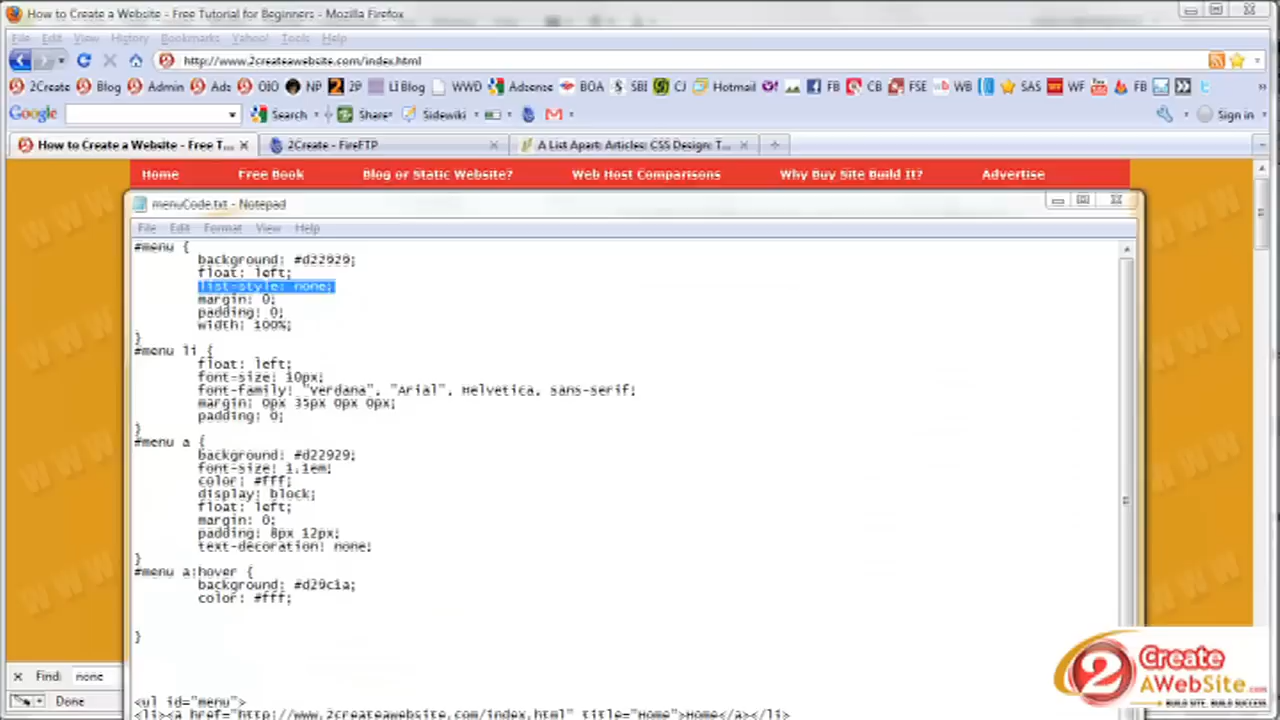 How to Create a Website - Free Tutorial for Beginners - Mozilla Firefox
File Edit View History Bookmarks Yahoo! Tools Help
http://www.2createawebsite.com/index.html
2Create Blog Admin Ads OIO NP 2P LI Blog WWD Adsense BOA SBI CJ Hotmail FB CB FSE WB SAS WF FB
Google Search Share Sidewiki Sign in
How to Create a Website - Free T... 2Create - FireFTP A List Apart: Articles: CSS Design: T...
Home Free Book Blog or Static Website? Web Host Comparisons Why Buy Site Build It? Advertise
menuCode.txt - Notepad
File Edit Format View Help
#menu {
background: #d22929;
float: left;
list-style: none;
margin: 0;
padding: 0;
width: 100%;
}
#menu li {
float: left;
font-size: 10px;
font-family: "Verdana", "Arial", Helvetica, sans-serif;
margin: 0px 35px 0px 0px;
padding: 0;
}
#menu a {
background: #d22929;
font-size: 1.1em;
color: #fff;
display: block;
float: left;
margin: 0;
padding: 8px 12px;
text-decoration: none;
}
#menu a:hover {
background: #d29c1a;
color: #fff;
}
<ul id="menu">
<li><a href="http://www.2createawebsite.com/index.html" title="Home">Home</a></li>
Find: none
Done
2 Create AWebSite.com
BUILD SITE. BUILD SUCCESS